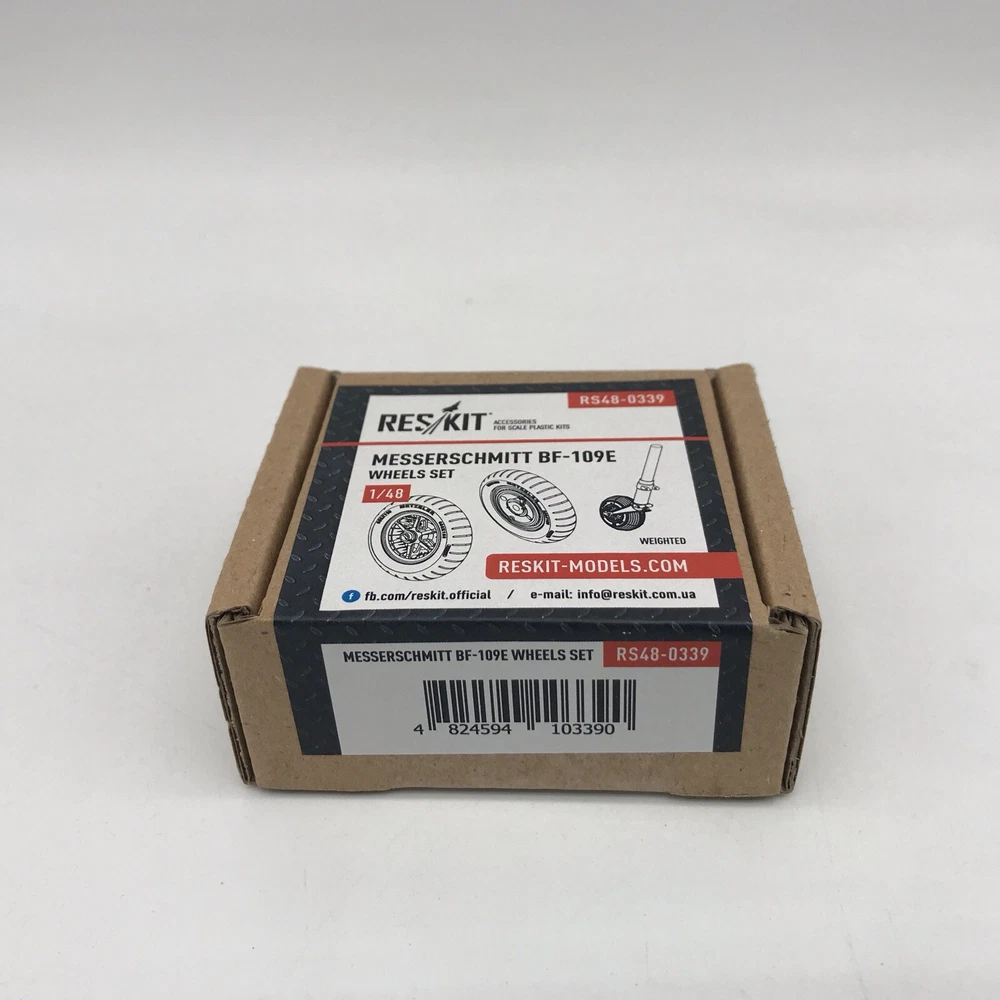 RS48-0339
RESKIT
ACCESSORIES
FOR SCALE PLASTIC KITS
MESSERSCHMITT BF-109E
WHEELS SET
1/48
WEIGHTED
RESKIT-MODELS.COM
f fb.com/reskit.official / e-mail: info@reskit.com.ua
MESSERSCHMITT BF-109E WHEELS SET RS48-0339
4 824594 103390